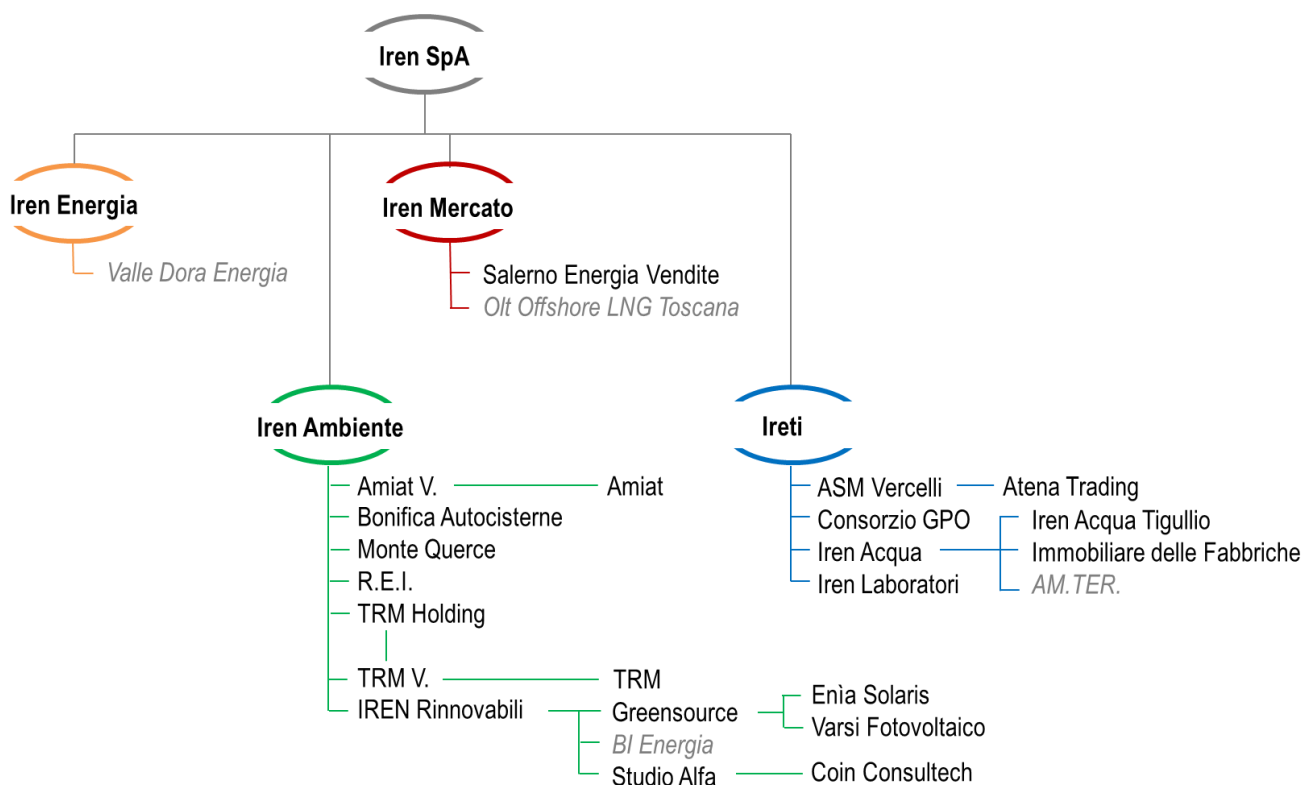 Iren SpA
Iren Energia
Valle Dora Energia
Iren Mercato
Salerno Energia Vendite
Olt Offshore LNG Toscana
Iren Ambiente
Amiat V.
Amiat
Bonifica Autocisterne
Monte Querce
R.E.I.
TRM Holding
TRM V.
TRM
IREN Rinnovabili
Greensource
Enìa Solaris
Varsi Fotovoltaico
BI Energia
Studio Alfa
Coin Consultech
Ireti
ASM Vercelli
Atena Trading
Consorzio GPO
Iren Acqua
Iren Acqua Tigullio
Immobiliare delle Fabbriche
AM.TER.
Iren Laboratori